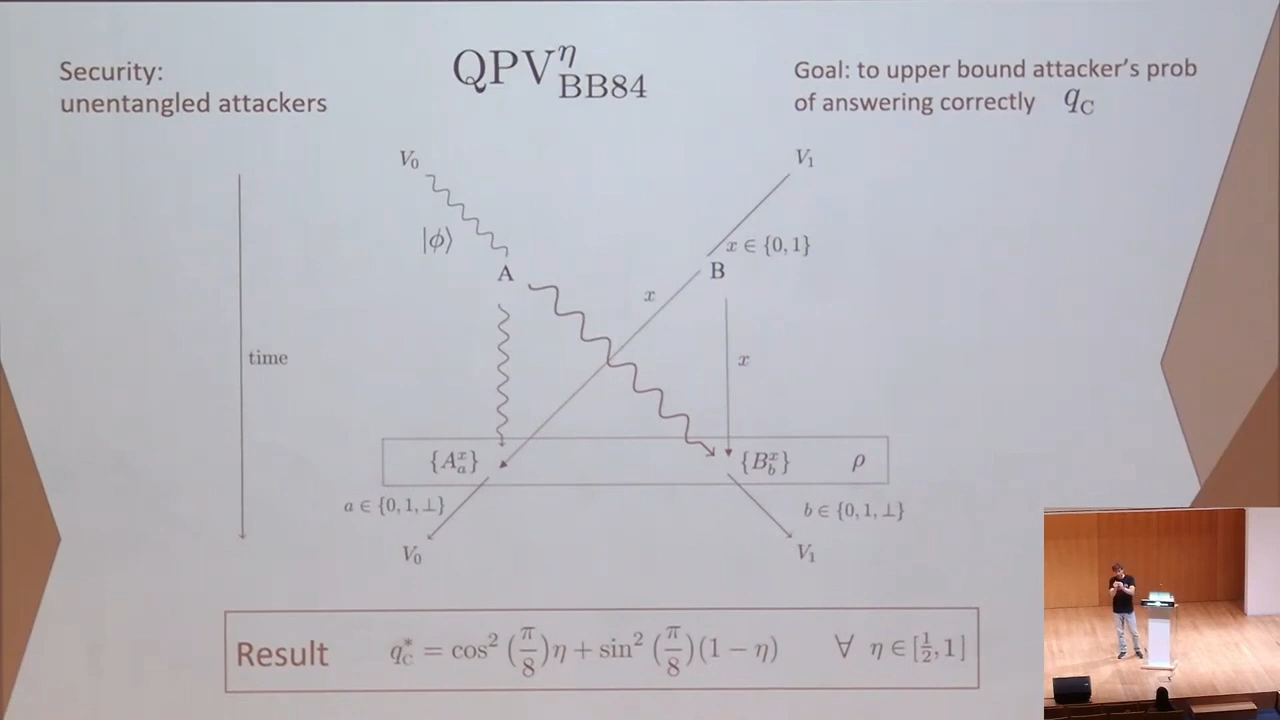 Security:
unentangled attackers
QPV^η_BB84
Goal: to upper bound attacker's prob
of answering correctly q_C
V_0
V_1
|ϕ⟩
x ∈ {0,1}
A
B
x
time
x
{A^x_a}
{B^x_b}
ρ
a ∈ {0,1,⊥}
b ∈ {0,1,⊥}
V_0
V_1
Result q*_C = cos²(π/8)η + sin²(π/8)(1 − η) ∀ η ∈ [1/2, 1]